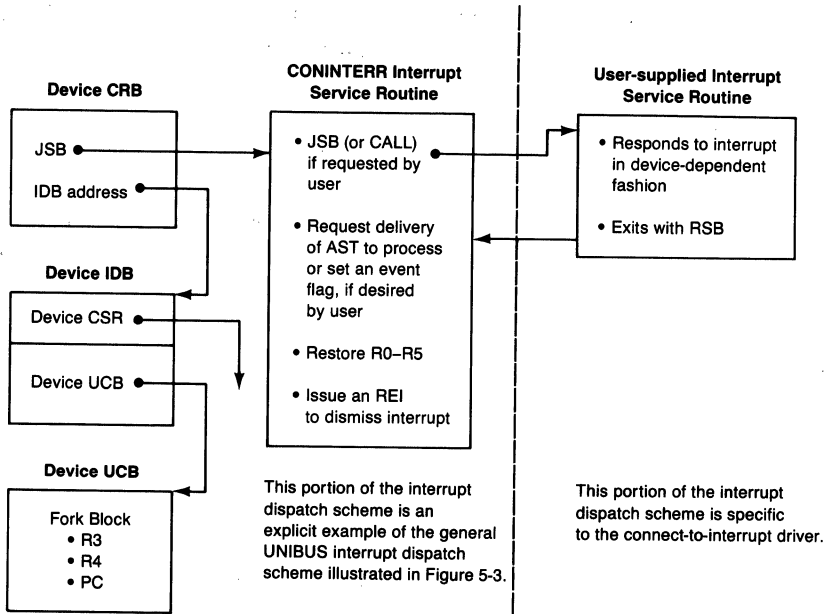 Device CRB
JSB
IDB address
Device IDB
Device CSR
Device UCB
Device UCB
Fork Block
• R3
• R4
• PC
CONINTERR Interrupt
Service Routine
• JSB (or CALL)
if requested by
user
• Request delivery
of AST to process
or set an event
flag, if desired
by user
• Restore R0–R5
• Issue an REI
to dismiss interrupt
This portion of the interrupt
dispatch scheme is an
explicit example of the general
UNIBUS interrupt dispatch
scheme illustrated in Figure 5-3.
User-supplied Interrupt
Service Routine
• Responds to interrupt
in device-dependent
fashion
• Exits with RSB
This portion of the interrupt
dispatch scheme is specific
to the connect-to-interrupt driver.